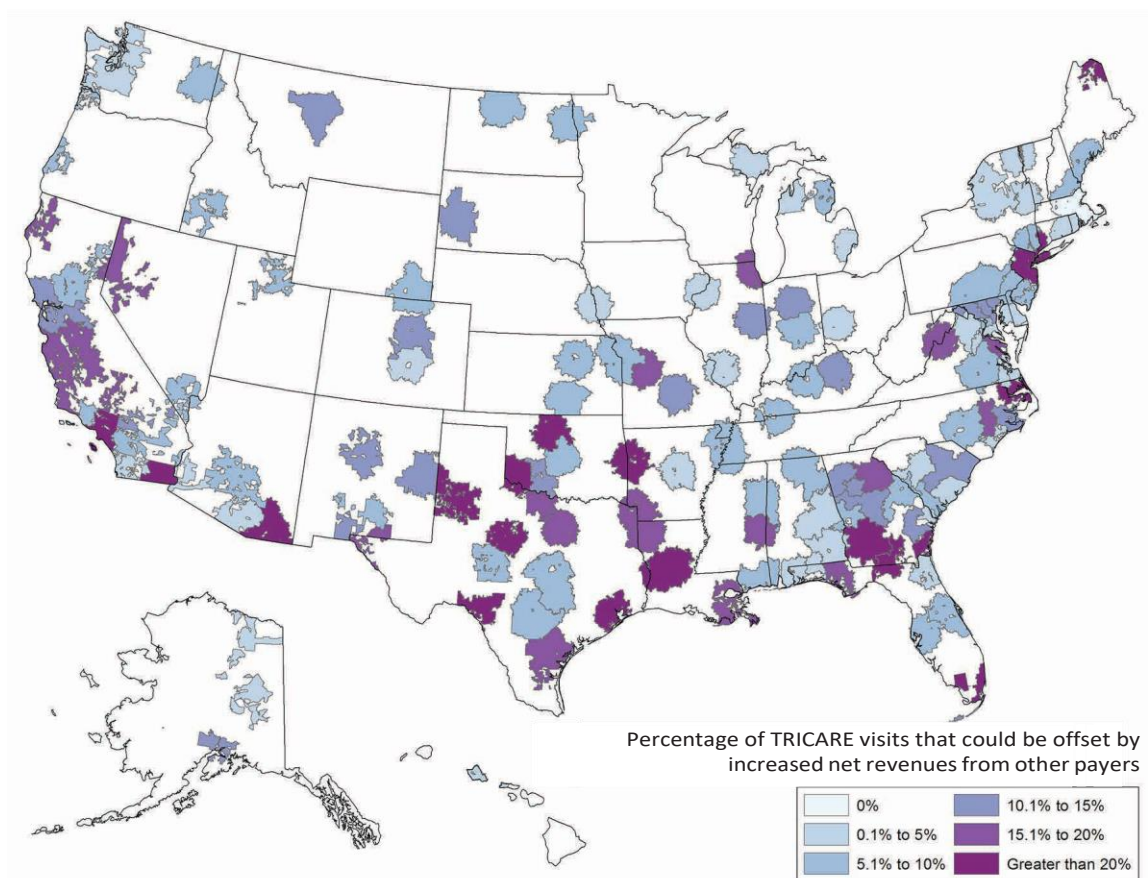 Percentage of TRICARE visits that could be offset by
increased net revenues from other payers
0%
0.1% to 5%
5.1% to 10%
10.1% to 15%
15.1% to 20%
Greater than 20%